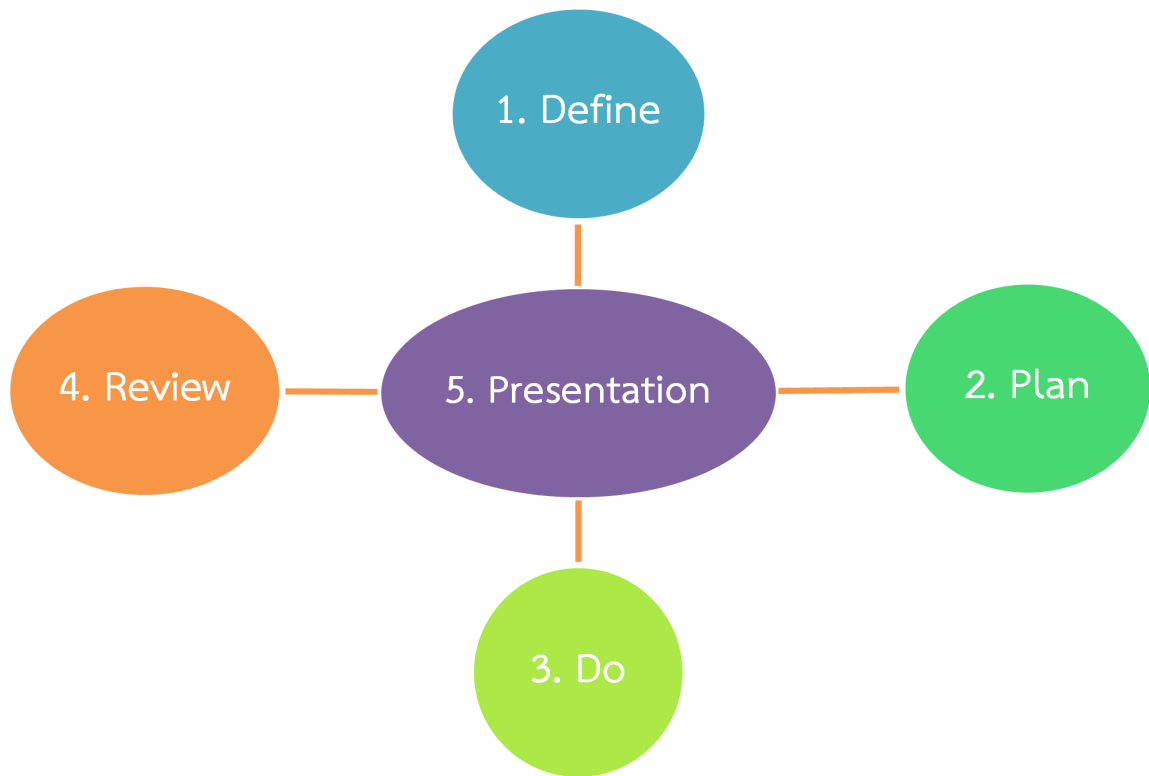 1. Define
4. Review
5. Presentation
2. Plan
3. Do